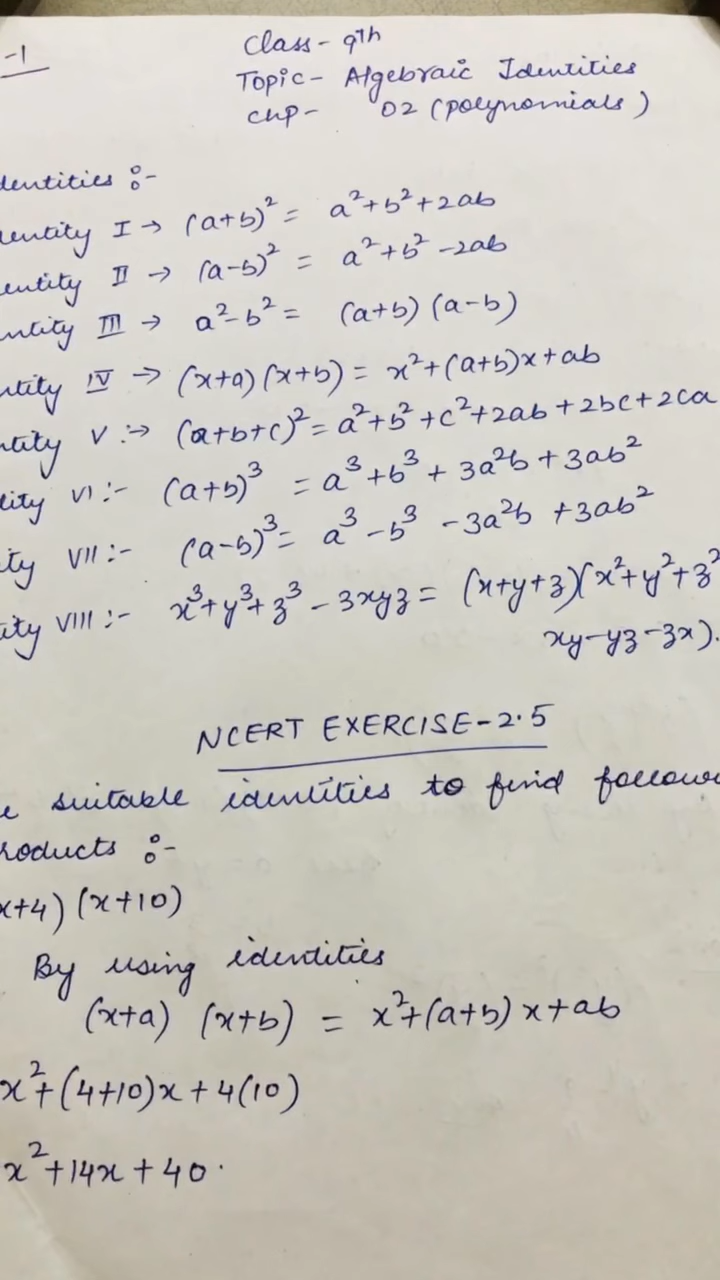 -1
Class- 9th
Topic- Algebraic Identities
Chp- 02 (polynomials)
dentities :-
entity I → (a+b)² = a²+b²+2ab
entity II → (a-b)² = a²+b²-2ab
ntity III → a²-b² = (a+b) (a-b)
ntity IV → (x+a) (x+b) = x²+(a+b)x+ab
ntity V :→ (a+b+c)² = a²+b²+c²+2ab+2bc+2ca
tity VI :- (a+b)³ = a³+b³+3a²b+3ab²
ity VII :- (a-b)³ = a³-b³-3a²b+3ab²
ity VIII :- x³+y³+z³-3xyz = (x+y+z)(x²+y²+z²
xy-yz-zx).
NCERT EXERCISE-2.5
e suitable identities to find followi
roducts :-
x+4) (x+10)
By using identities
(x+a) (x+b) = x²+(a+b)x+ab
x²+(4+10)x+4(10)
x²+14x+40.